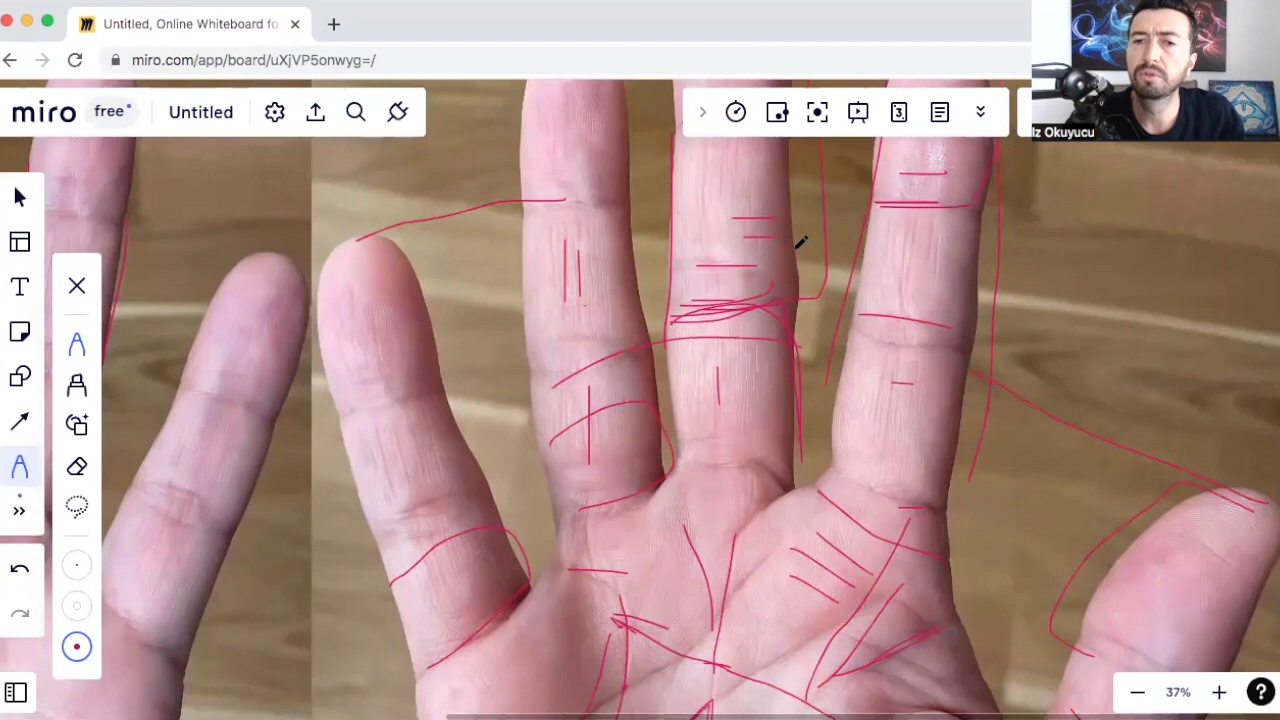 Untitled, Online Whiteboard fo
miro.com/app/board/uXjVP5onwyg=/
miro free Untitled
3
lz Okuyucu
T
37% ?